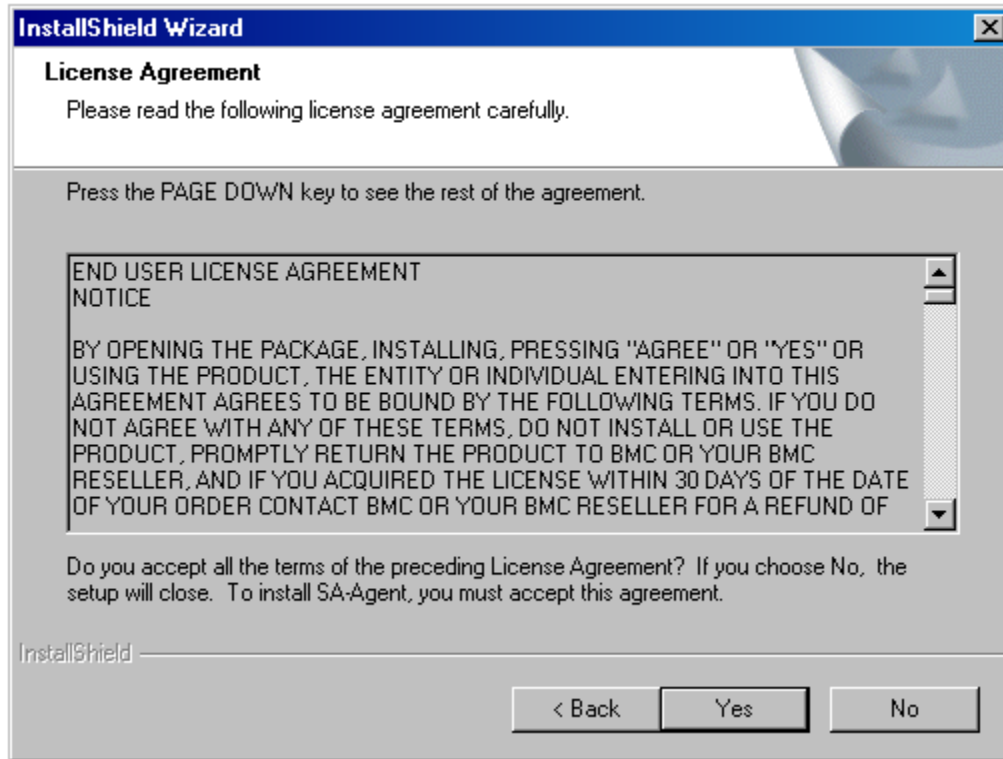 InstallShield Wizard
License Agreement
Please read the following license agreement carefully.
Press the PAGE DOWN key to see the rest of the agreement.
END USER LICENSE AGREEMENT
NOTICE
BY OPENING THE PACKAGE, INSTALLING, PRESSING "AGREE" OR "YES" OR
USING THE PRODUCT, THE ENTITY OR INDIVIDUAL ENTERING INTO THIS
AGREEMENT AGREES TO BE BOUND BY THE FOLLOWING TERMS. IF YOU DO
NOT AGREE WITH ANY OF THESE TERMS, DO NOT INSTALL OR USE THE
PRODUCT, PROMPTLY RETURN THE PRODUCT TO BMC OR YOUR BMC
RESELLER, AND IF YOU ACQUIRED THE LICENSE WITHIN 30 DAYS OF THE DATE
OF YOUR ORDER CONTACT BMC OR YOUR BMC RESELLER FOR A REFUND OF
Do you accept all the terms of the preceding License Agreement?  If you choose No,  the
setup will close.  To install SA-Agent, you must accept this agreement.
InstallShield
< Back
Yes
No